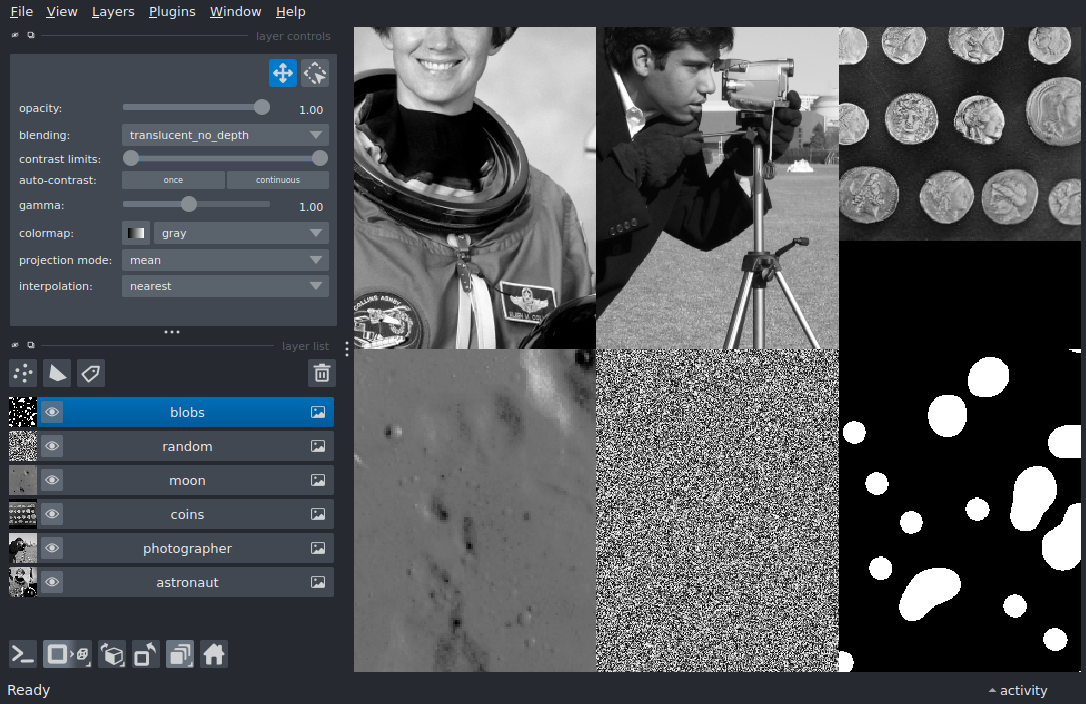 File View Layers Plugins Window Help
layer controls
opacity: 1.00
blending: translucent_no_depth
contrast limits:
auto-contrast: once continuous
gamma: 1.00
colormap: gray
projection mode: mean
interpolation: nearest
layer list
blobs
random
moon
coins
photographer
astronaut
COLLINS
Ready
activity